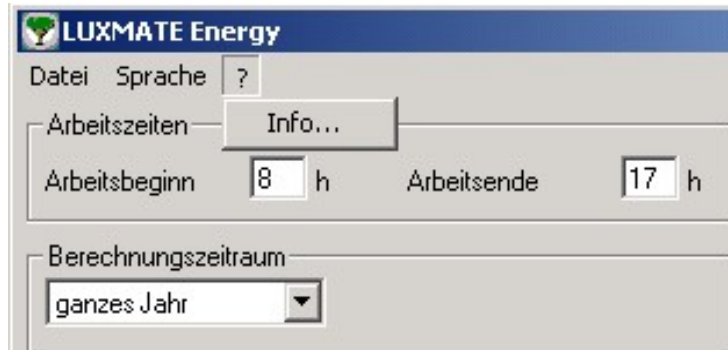 LUXMATE Energy
Datei Sprache ?
Info...
Arbeitszeiten
Arbeitsbeginn 8 h Arbeitsende 17 h
Berechnungszeitraum
ganzes Jahr